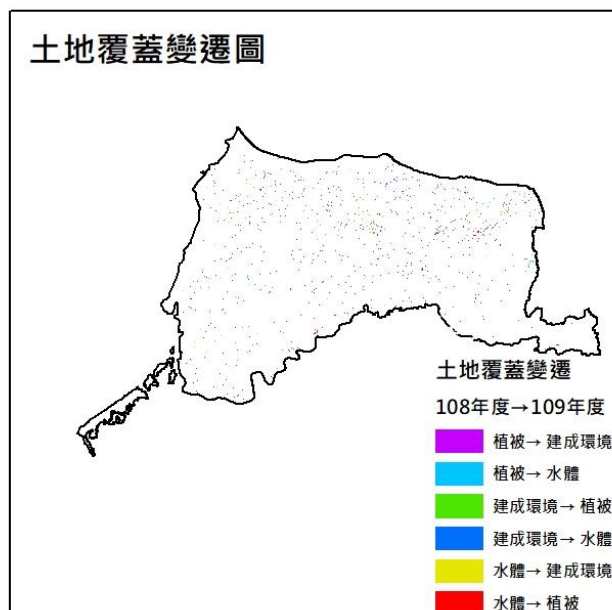 土地覆蓋變遷圖
土地覆蓋變遷
108年度→109年度
植被→建成環境
植被→水體
建成環境→植被
建成環境→水體
水體→建成環境
水體→植被